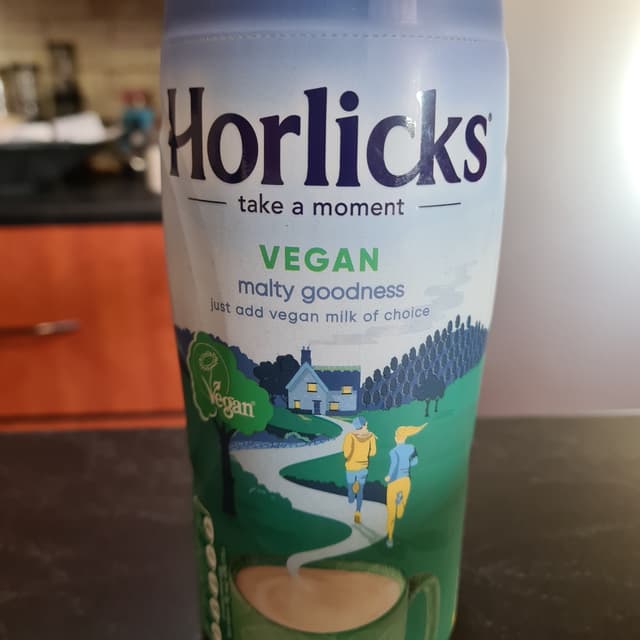 Horlicks
take a moment
VEGAN
malty goodness
just add vegan milk of choice
Vegan